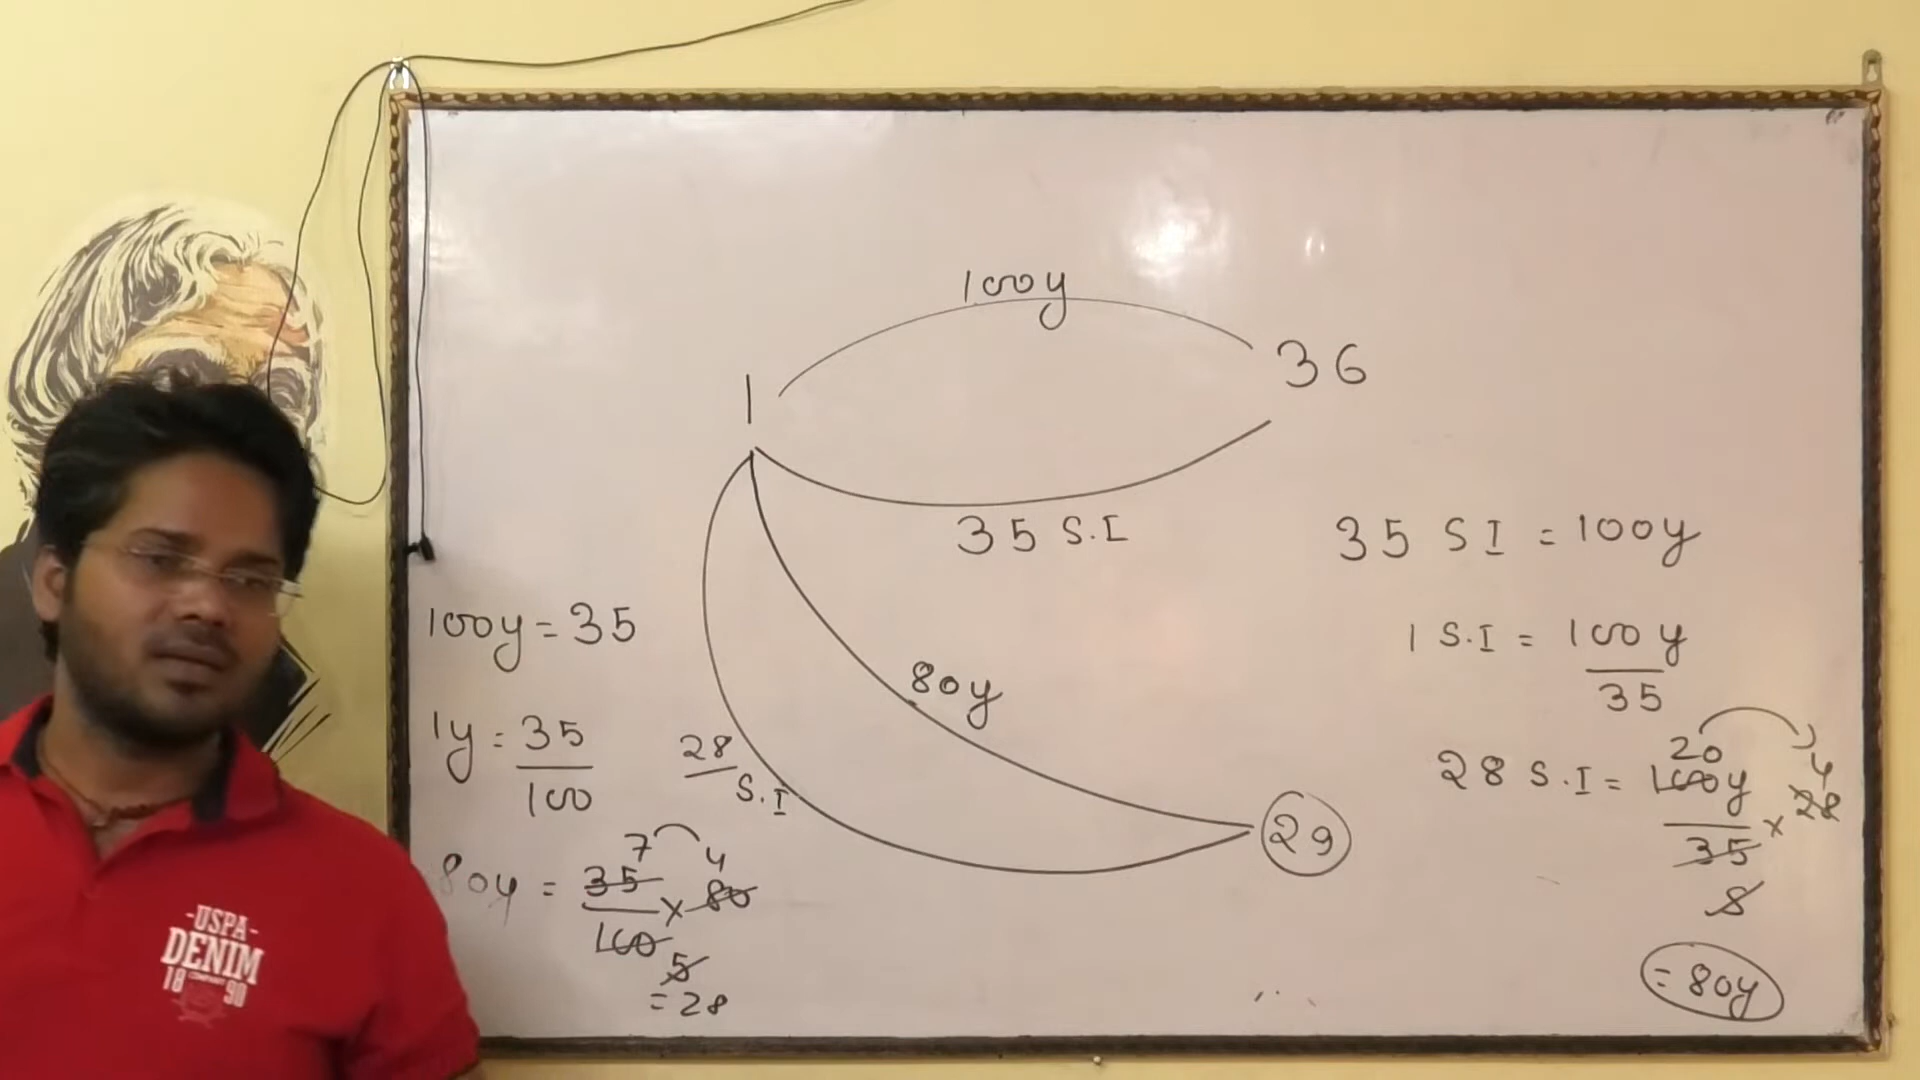 100y
1
36
35 S.I
80y
28
S.I
29
100y = 35
1y = 35
100
7 4
80y = 35 × 80
100
5
= 28
35 SI = 100y
1 S.I = 100y
35
20 4
28 S.I = 100y × 28
35
= 80y
-USPA-
DENIM
18 COMPANY 90